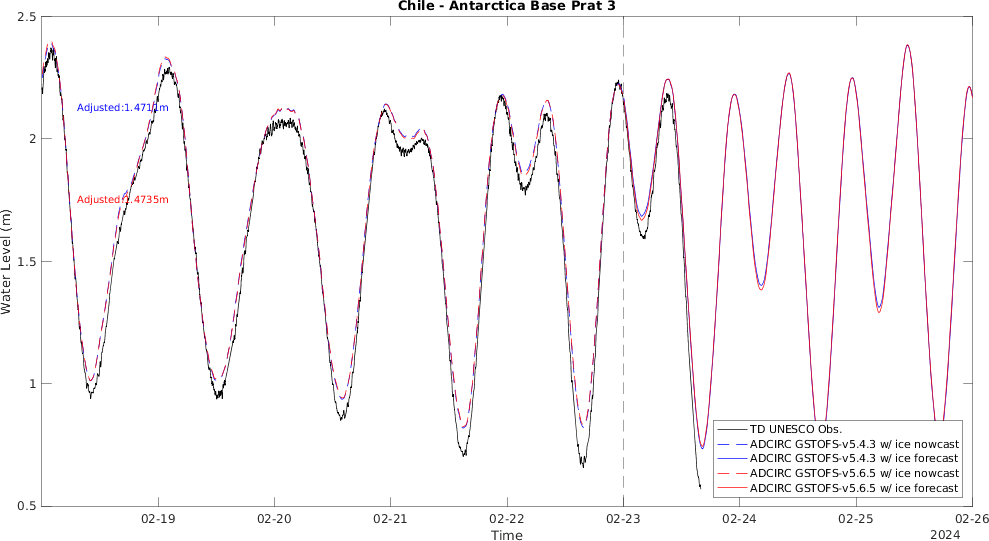 Chile - Antarctica Base Prat 3
2.5
2
1.5
1
0.5
Water Level (m)
Adjusted:1.4711m
Adjusted:1.4735m
TD UNESCO Obs.
ADCIRC GSTOFS-v5.4.3 w/ ice nowcast
ADCIRC GSTOFS-v5.4.3 w/ ice forecast
ADCIRC GSTOFS-v5.6.5 w/ ice nowcast
ADCIRC GSTOFS-v5.6.5 w/ ice forecast
02-19 02-20 02-21 02-22 02-23 02-24 02-25 02-26
Time
2024